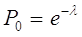 P₀ = e^{-λ}